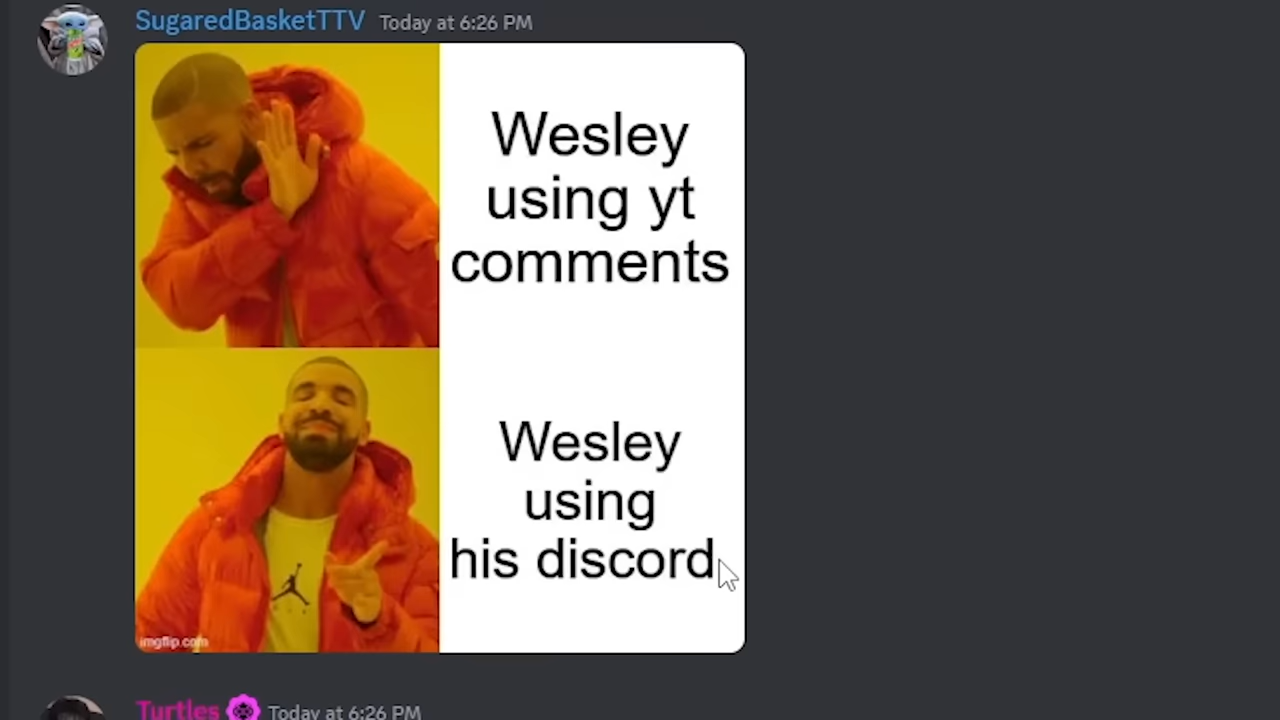 SugaredBasketTTV Today at 6:26 PM
Wesley
using yt
comments
Wesley
using
his discord
imgflip.com
Turtles Today at 6:26 PM